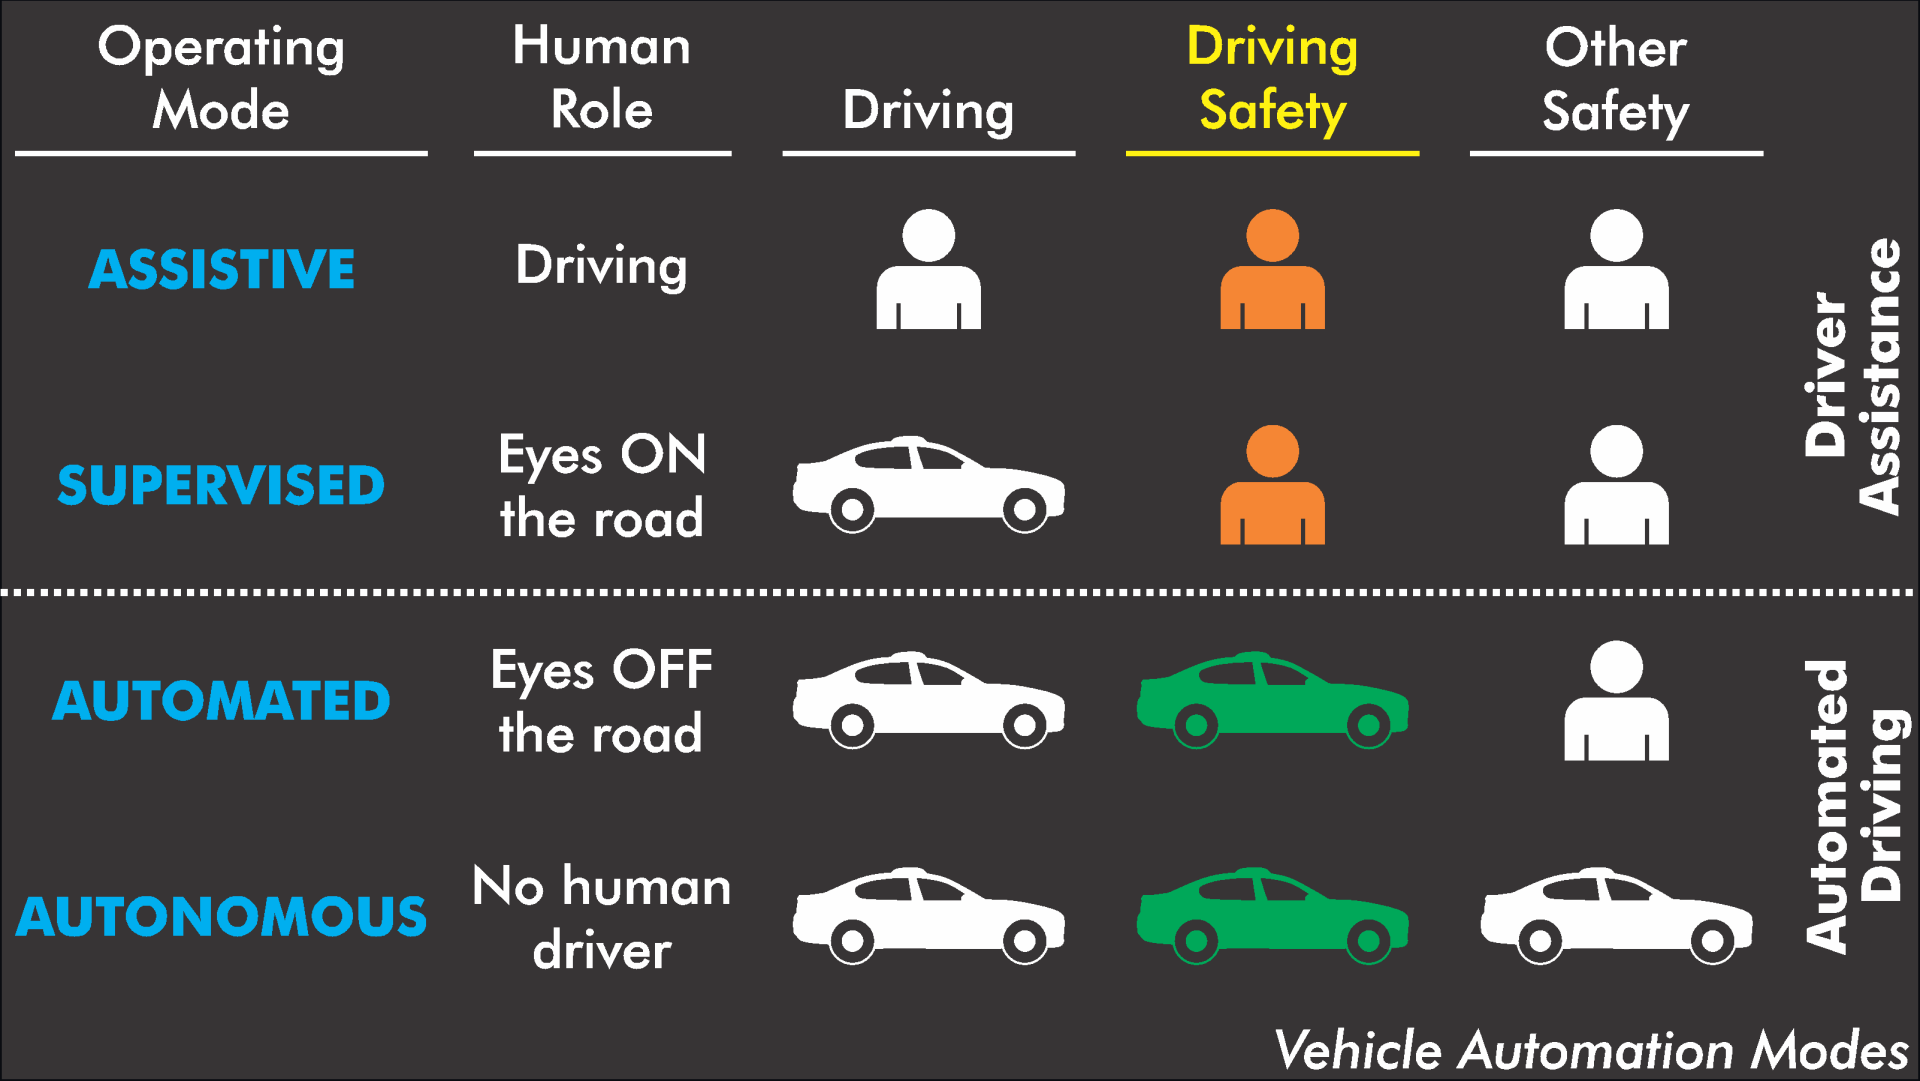 Operating
Mode
Human
Role
Driving
Driving
Safety
Other
Safety
ASSISTIVE
Driving
SUPERVISED
Eyes ON
the road
Driver
Assistance
AUTOMATED
Eyes OFF
the road
AUTONOMOUS
No human
driver
Automated
Driving
Vehicle Automation Modes